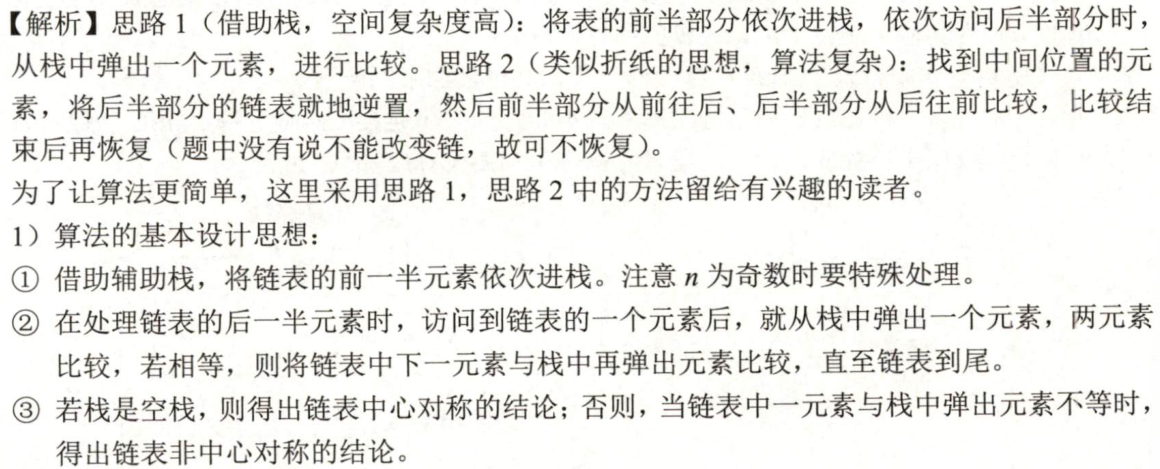 【解析】思路 1（借助栈，空间复杂度高）：将表的前半部分依次进栈，依次访问后半部分时，
从栈中弹出一个元素，进行比较。思路 2（类似折纸的思想，算法复杂）：找到中间位置的元
素，将后半部分的链表就地逆置，然后前半部分从前往后、后半部分从后往前比较，比较结
束后再恢复（题中没有说不能改变链，故可不恢复）。
为了让算法更简单，这里采用思路 1，思路 2 中的方法留给有兴趣的读者。
1）算法的基本设计思想：
① 借助辅助栈，将链表的前一半元素依次进栈。注意 n 为奇数时要特殊处理。
② 在处理链表的后一半元素时，访问到链表的一个元素后，就从栈中弹出一个元素，两元素
比较，若相等，则将链表中下一元素与栈中再弹出元素比较，直至链表到尾。
③ 若栈是空栈，则得出链表中心对称的结论；否则，当链表中一元素与栈中弹出元素不等时，
得出链表非中心对称的结论。